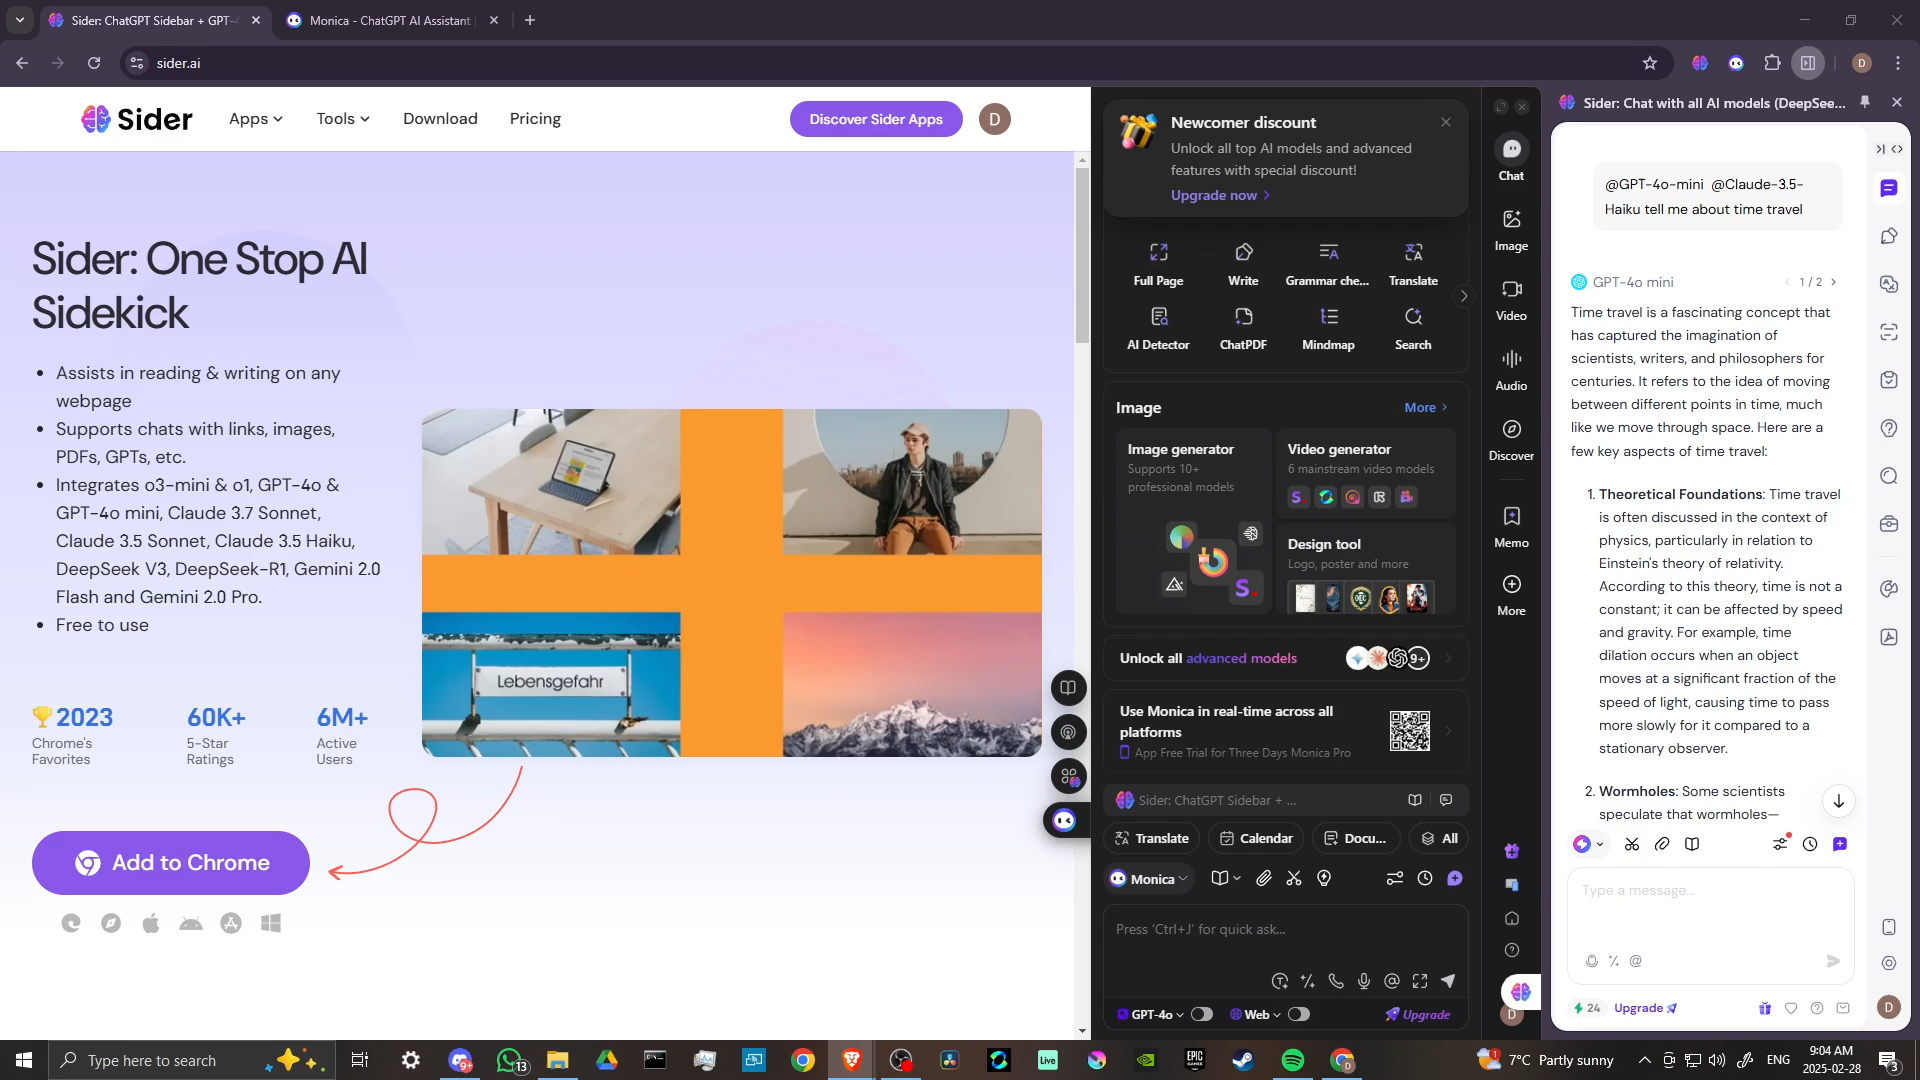 Sider: ChatGPT Sidebar + GPT-4
Monica - ChatGPT AI Assistant
sider.ai
D
Sider
Apps
Tools
Download
Pricing
Discover Sider Apps
D
Sider: One Stop AI
Sidekick
Assists in reading & writing on any
webpage
Supports chats with links, images,
PDFs, GPTs, etc.
Integrates o3-mini & o1, GPT-4o &
GPT-4o mini, Claude 3.7 Sonnet,
Claude 3.5 Sonnet, Claude 3.5 Haiku,
DeepSeek V3, DeepSeek-R1, Gemini 2.0
Flash and Gemini 2.0 Pro.
Free to use
2023
Chrome's
Favorites
60K+
5-Star
Ratings
6M+
Active
Users
Lebensgefahr
Add to Chrome
Newcomer discount
Unlock all top AI models and advanced
features with special discount!
Upgrade now
Full Page
Write
Grammar che...
Translate
AI Detector
ChatPDF
Mindmap
Search
Image
More
Image generator
Supports 10+
professional models
Video generator
6 mainstream video models
Design tool
Logo, poster and more
Unlock all advanced models
9+
Use Monica in real-time across all
platforms
App Free Trial for Three Days Monica Pro
Sider: ChatGPT Sidebar + ...
Translate
Calendar
Docu...
All
Monica
Press 'Ctrl+J' for quick ask...
GPT-4o
Web
Upgrade
Chat
Image
Video
Audio
Discover
Memo
More
D
Sider: Chat with all AI models (DeepSee...
@GPT-4o-mini @Claude-3.5-
Haiku tell me about time travel
GPT-4o mini
1 / 2
Time travel is a fascinating concept that
has captured the imagination of
scientists, writers, and philosophers for
centuries. It refers to the idea of moving
between different points in time, much
like we move through space. Here are a
few key aspects of time travel:
1. Theoretical Foundations: Time travel
is often discussed in the context of
physics, particularly in relation to
Einstein's theory of relativity.
According to this theory, time is not a
constant; it can be affected by speed
and gravity. For example, time
dilation occurs when an object
moves at a significant fraction of the
speed of light, causing time to pass
more slowly for it compared to a
stationary observer.
2. Wormholes: Some scientists
speculate that wormholes—
Type a message...
24
Upgrade
D
Type here to search
9+
13
Live
EPIC
GAMES
7°C Partly sunny
ENG
9:04 AM
2025-02-28
3